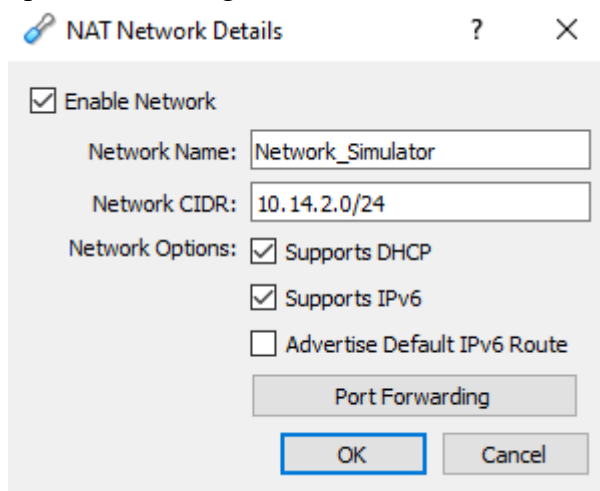 NAT Network Details ?
Enable Network
Network Name: Network_Simulator
Network CIDR: 10.14.2.0/24
Network Options: Supports DHCP
Supports IPv6
Advertise Default IPv6 Route
Port Forwarding
OK Cancel